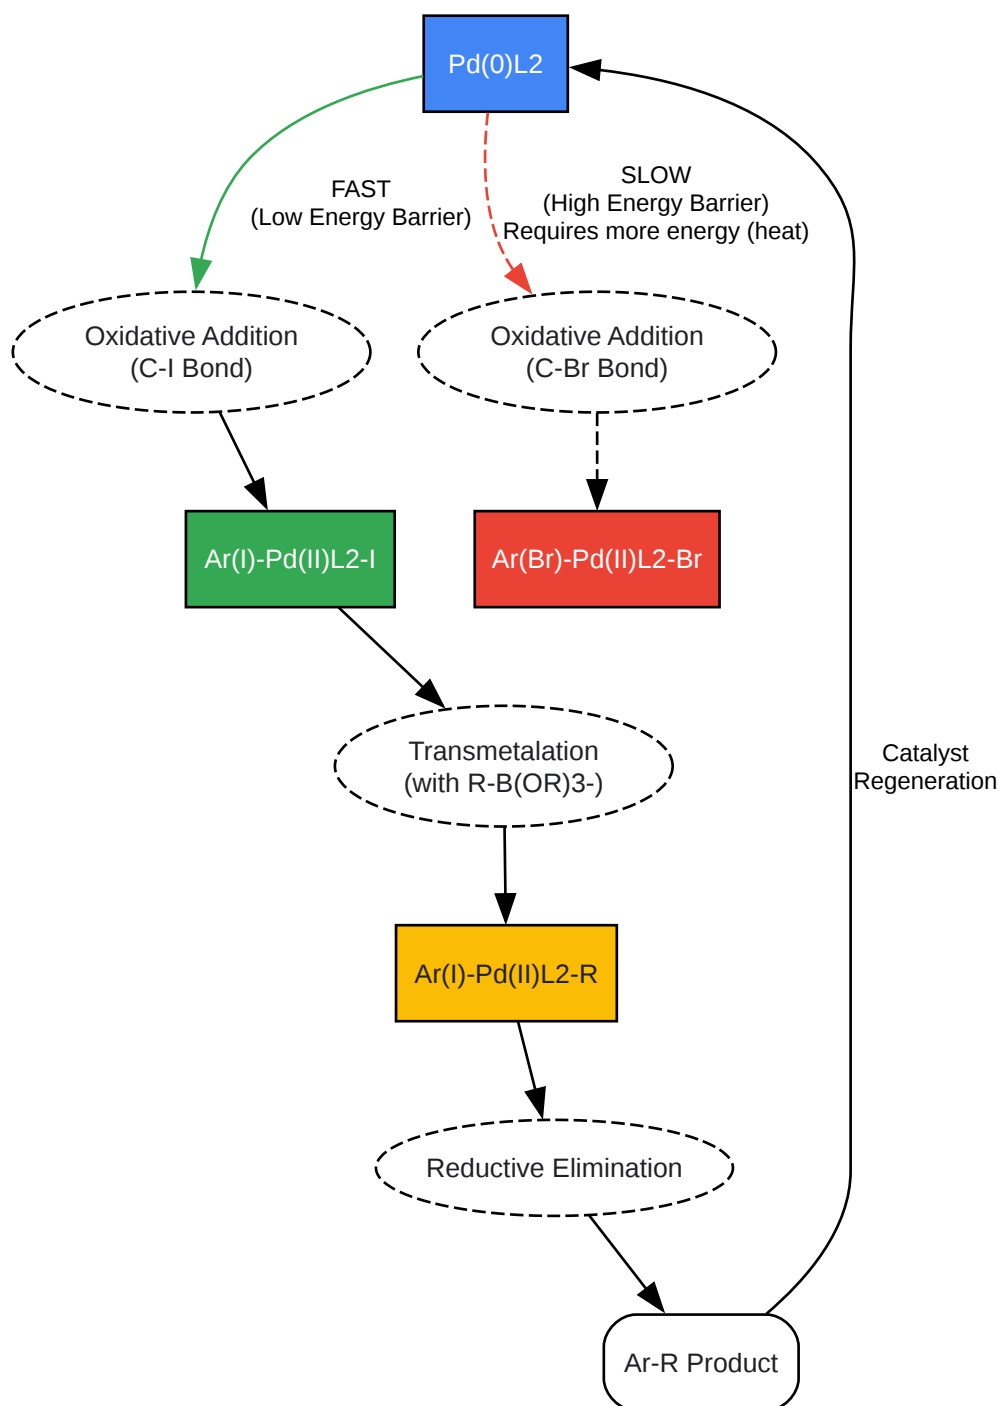 Pd(0)L2
FAST
(Low Energy Barrier)
SLOW
(High Energy Barrier)
Requires more energy (heat)
Oxidative Addition
(C-I Bond)
Oxidative Addition
(C-Br Bond)
Ar(I)-Pd(II)L2-I
Ar(Br)-Pd(II)L2-Br
Transmetalation
(with R-B(OR)3-)
Catalyst
Regeneration
Ar(I)-Pd(II)L2-R
Reductive Elimination
Ar-R Product